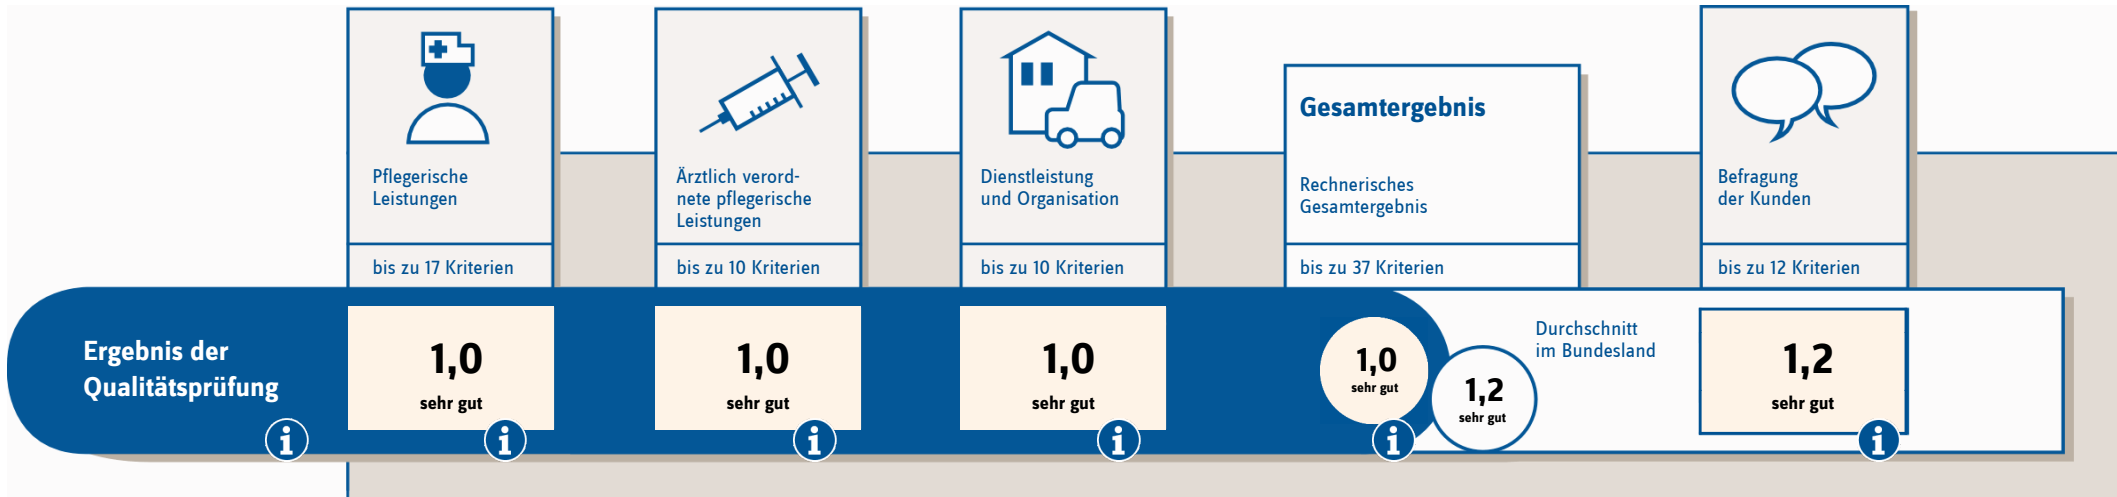 Pflegerische
Leistungen
bis zu 17 Kriterien
Ärztlich verord-
nete pflegerische
Leistungen
bis zu 10 Kriterien
Dienstleistung
und Organisation
bis zu 10 Kriterien
Gesamtergebnis
Rechnerisches
Gesamtergebnis
bis zu 37 Kriterien
Befragung
der Kunden
bis zu 12 Kriterien
Ergebnis der
Qualitätsprüfung
i
1,0
sehr gut
i
1,0
sehr gut
i
1,0
sehr gut
i
1,0
sehr gut
i
1,2
sehr gut
Durchschnitt
im Bundesland
1,2
sehr gut
i